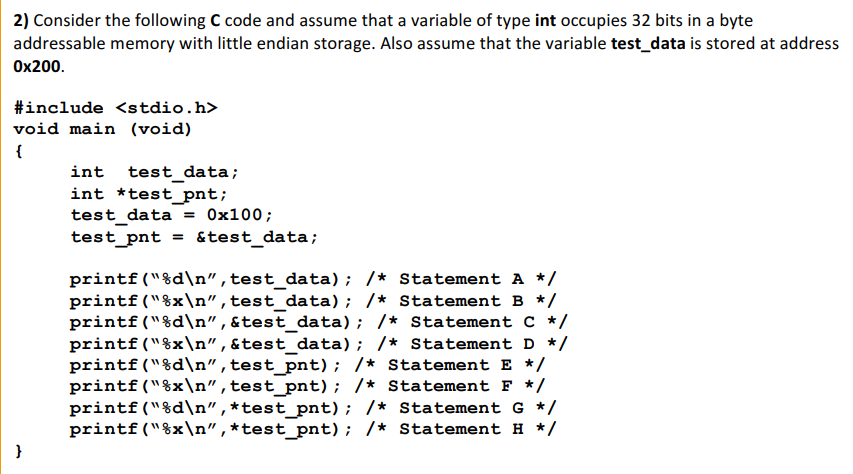 2) Consider the following C code and assume that a variable of type int occupies 32 bits in a byte
addressable memory with little endian storage. Also assume that the variable test_data is stored at address
0x200.
#include <stdio.h>
void main (void)
{
int test_data;
int *test_pnt;
test_data = 0x100;
test_pnt = &test_data;
printf(“%d\n”,test_data); /* Statement A */
printf(“%x\n”,test_data); /* Statement B */
printf(“%d\n”,&test_data); /* Statement C */
printf(“%x\n”,&test_data); /* Statement D */
printf(“%d\n”,test_pnt); /* Statement E */
printf(“%x\n”,test_pnt); /* Statement F */
printf(“%d\n”,*test_pnt); /* Statement G */
printf(“%x\n”,*test_pnt); /* Statement H */
}